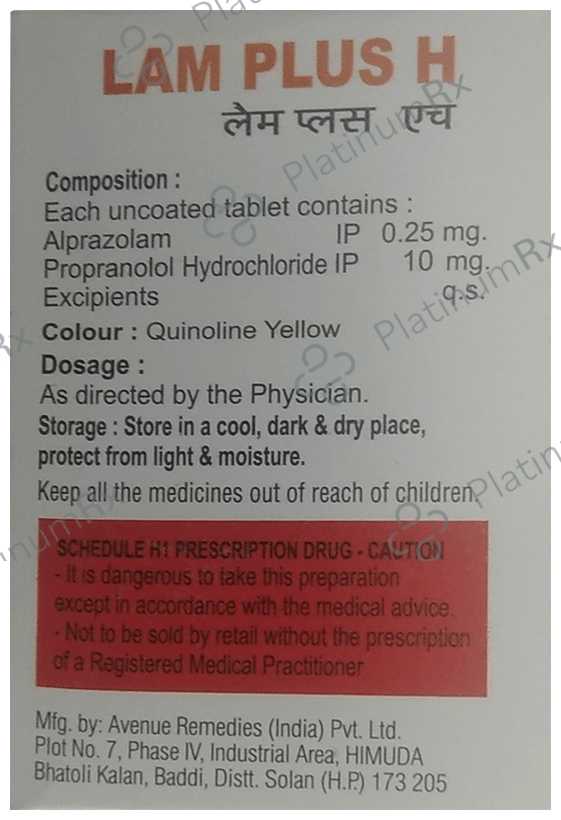 LAM PLUS H
लैम प्लस एच
Composition :
Each uncoated tablet contains :
Alprazolam IP 0.25 mg.
Propranolol Hydrochloride IP 10 mg.
Excipients q.s.
Colour : Quinoline Yellow
Dosage :
As directed by the Physician.
Storage : Store in a cool, dark & dry place,
protect from light & moisture.
Keep all the medicines out of reach of children.
SCHEDULE H1 PRESCRIPTION DRUG - CAUTION
- It is dangerous to take this preparation
except in accordance with the medical advice.
- Not to be sold by retail without the prescription
of a Registered Medical Practitioner
Mfg. by: Avenue Remedies (India) Pvt. Ltd.
Plot No. 7, Phase IV, Industrial Area, HIMUDA
Bhatoli Kalan, Baddi, Distt. Solan (H.P.) 173 205
PlatinumRx
PlatinumRx